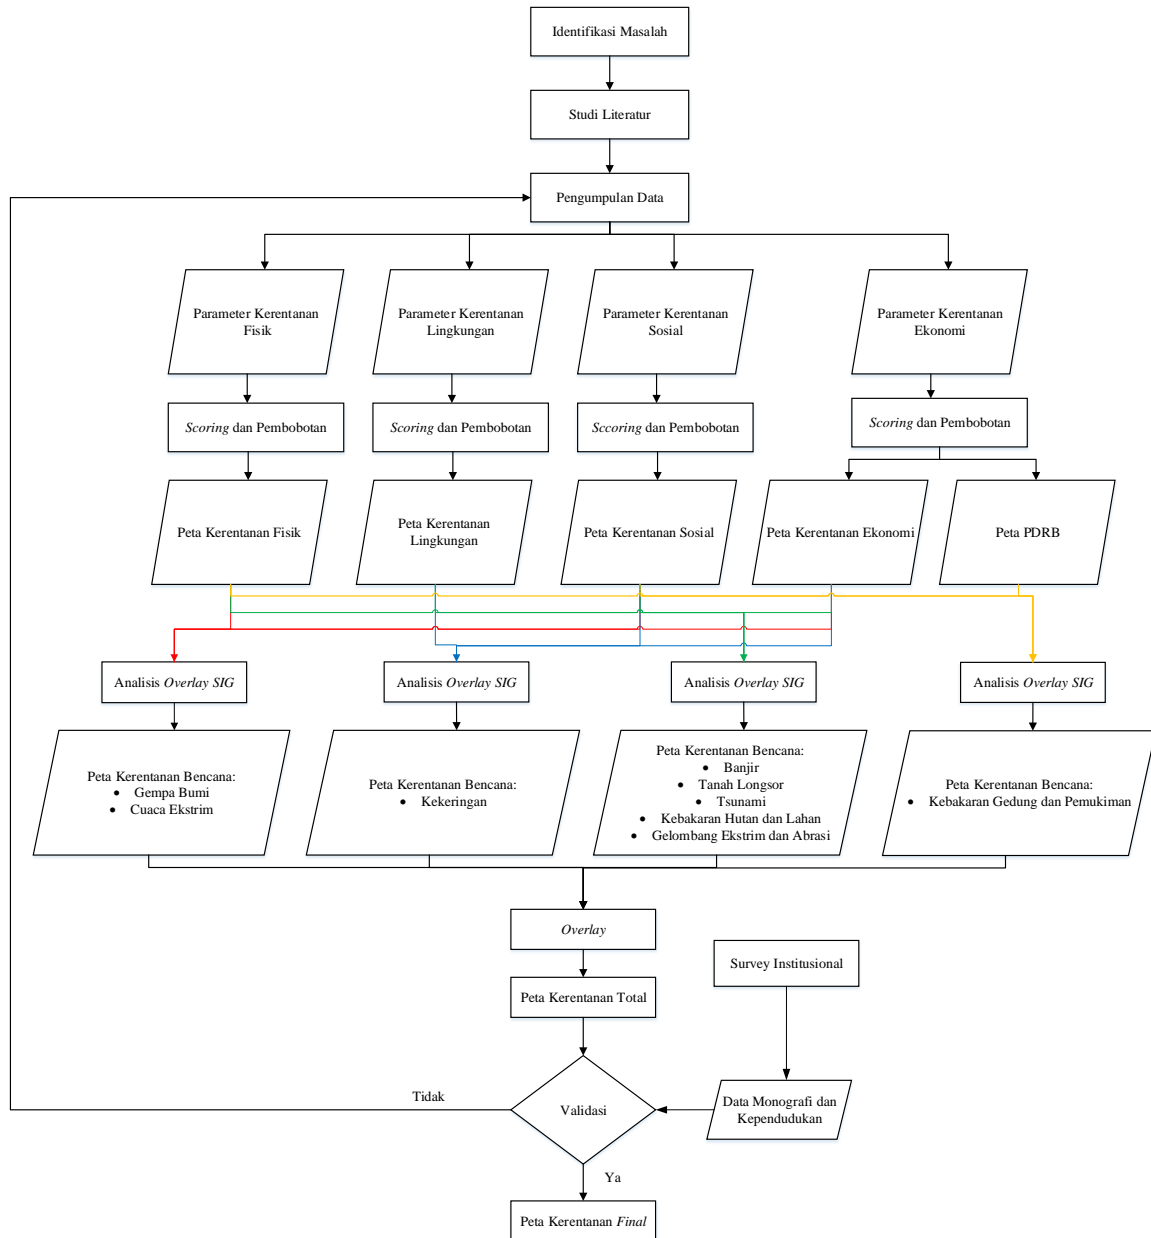 Identifikasi Masalah
Studi Literatur
Pengumpulan Data
Parameter Kerentanan
Fisik
Parameter Kerentanan
Lingkungan
Parameter Kerentanan
Sosial
Parameter Kerentanan
Ekonomi
Scoring dan Pembobotan
Scoring dan Pembobotan
Sccoring dan Pembobotan
Scoring dan Pembobotan
Peta Kerentanan Fisik
Peta Kerentanan
Lingkungan
Peta Kerentanan Sosial
Peta Kerentanan Ekonomi
Peta PDRB
Analisis Overlay SIG
Analisis Overlay SIG
Analisis Overlay SIG
Analisis Overlay SIG
Peta Kerentanan Bencana:
• Gempa Bumi
• Cuaca Ekstrim
Peta Kerentanan Bencana:
• Kekeringan
Peta Kerentanan Bencana:
• Banjir
• Tanah Longsor
• Tsunami
• Kebakaran Hutan dan Lahan
• Gelombang Ekstrim dan Abrasi
Peta Kerentanan Bencana:
• Kebakaran Gedung dan Pemukiman
Overlay
Survey Institusional
Peta Kerentanan Total
Tidak
Validasi
Data Monografi dan
Kependudukan
Ya
Peta Kerentanan Final